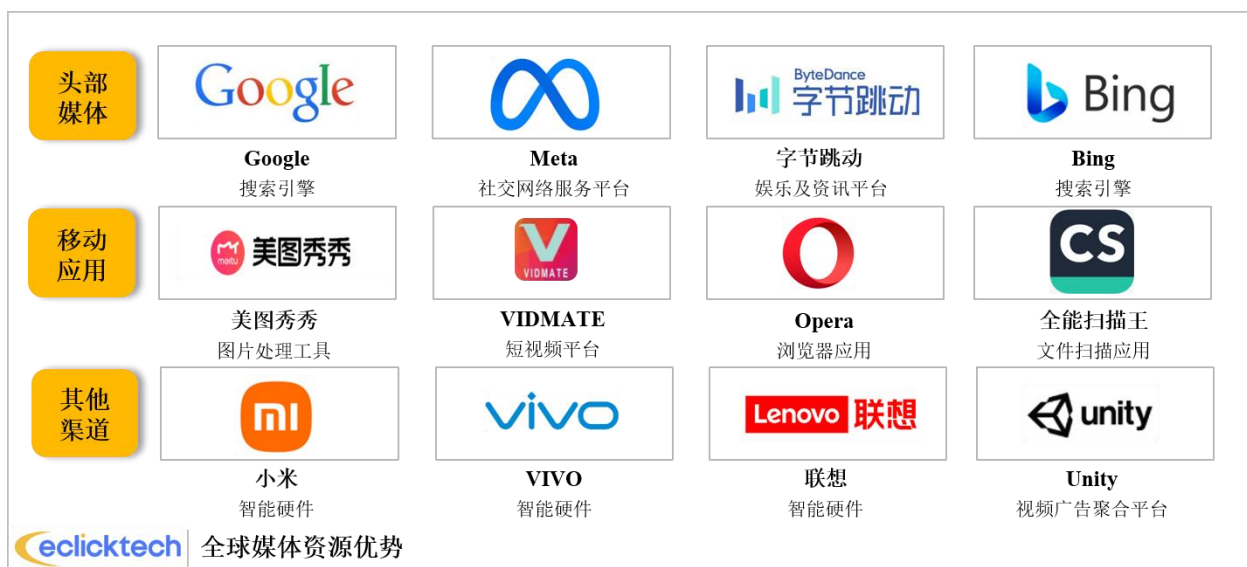 头部
媒体
Google
Meta
ByteDance
字节跳动
Bing
Google
Meta
字节跳动
Bing
搜索引擎
社交网络服务平台
娱乐及资讯平台
搜索引擎
移动
应用
meitu
美图秀秀
VIDMATE
CS
美图秀秀
VIDMATE
Opera
全能扫描王
图片处理工具
短视频平台
浏览器应用
文件扫描应用
其他
渠道
mi
vivo
Lenovo 联想
unity
小米
VIVO
联想
Unity
智能硬件
智能硬件
智能硬件
视频广告聚合平台
eclicktech
全球媒体资源优势